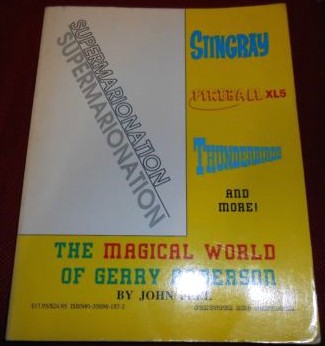 SUPERMARIONATION
SUPERMARIONATION
STINGRAY
FIREBALL XL5
THUNDERBIRDS
AND
MORE!
THE MAGICAL WORLD
OF GERRY ANDERSON
BY JOHN PEEL